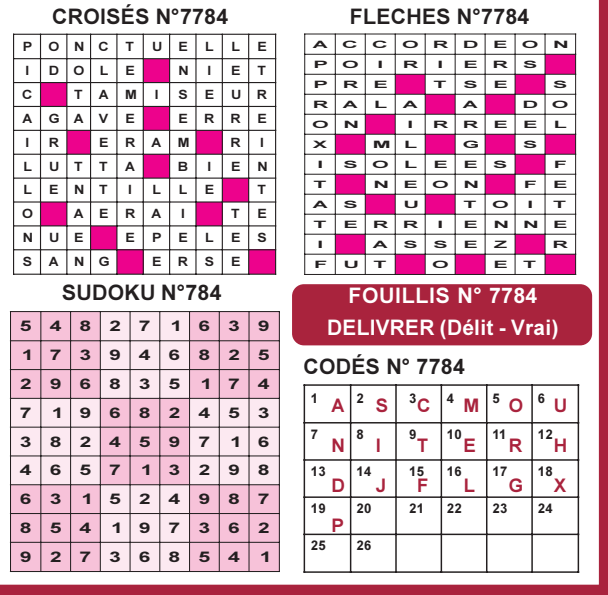 CROISÉS N°7784
P O N C T U E L L E
I D O L E N I E T
C T A M I S E U R
A G A V E E R R E
I R E R A M R I
L U T T A B I E N
L E N T I L L E T
O A E R A I T E
N U E E P E L E S
S A N G E R S E
FLECHES N°7784
A C C O R D E O N
P O I R I E R S
P R E T S E S
R A L A A D O
O N I R R E E L
X M L G S
I S O L E E S F
T N E O N F E
A S U T O I T
T E R R I E N N E
I A S S E Z R
F U T O E T
SUDOKU N°784
5 4 8 2 7 1 6 3 9
1 7 3 9 4 6 8 2 5
2 9 6 8 3 5 1 7 4
7 1 9 6 8 2 4 5 3
3 8 2 4 5 9 7 1 6
4 6 5 7 1 3 2 9 8
6 3 1 5 2 4 9 8 7
8 5 4 1 9 7 3 6 2
9 2 7 3 6 8 5 4 1
FOUILLIS N° 7784
DELIVRER (Délit - Vrai)
CODÉS N° 7784
1 A 2 S 3 C 4 M 5 O 6 U
7 N 8 I 9 T 10 E 11 R 12 H
13 D 14 J 15 F 16 L 17 G 18 X
19 P 20 21 22 23 24
25 26